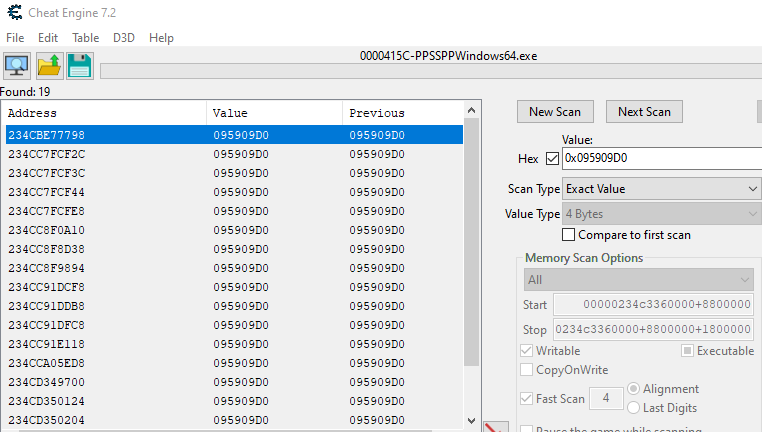 Cheat Engine 7.2
File Edit Table D3D Help
0000415C-PPSSPPWindows64.exe
Found: 19
Address Value Previous
234CBE77798 095909D0 095909D0
234CC7FCF2C 095909D0 095909D0
234CC7FCF3C 095909D0 095909D0
234CC7FCF44 095909D0 095909D0
234CC7FCFE8 095909D0 095909D0
234CC8F0A10 095909D0 095909D0
234CC8F8D38 095909D0 095909D0
234CC8F9894 095909D0 095909D0
234CC91DCF8 095909D0 095909D0
234CC91DDB8 095909D0 095909D0
234CC91DFC8 095909D0 095909D0
234CC91E118 095909D0 095909D0
234CCA05ED8 095909D0 095909D0
234CD349700 095909D0 095909D0
234CD350124 095909D0 095909D0
234CD350204 095909D0 095909D0
New Scan Next Scan
Value:
Hex 0x095909D0
Scan Type Exact Value
Value Type 4 Bytes
Compare to first scan
Memory Scan Options
All
Start 00000234c3360000+8800000
Stop 0234c3360000+8800000+1800000
Writable Executable
CopyOnWrite
Fast Scan 4 Alignment
Last Digits
Pause the game while scanning